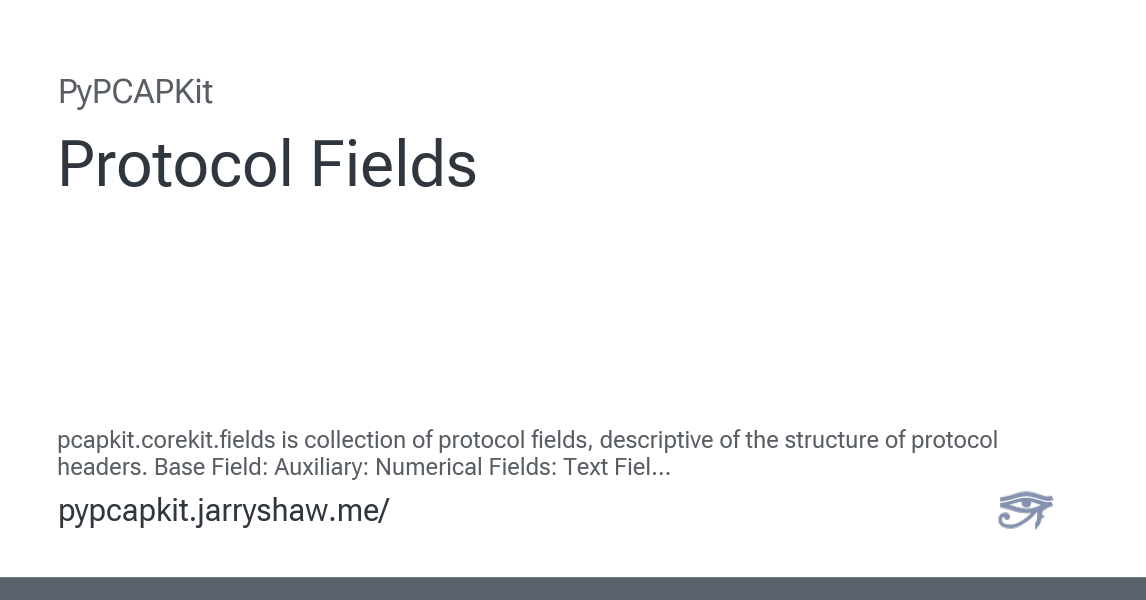 PyPCAPKit
Protocol Fields
pcapkit.corekit.fields is collection of protocol fields, descriptive of the structure of protocol
headers. Base Field: Auxiliary: Numerical Fields: Text Fiel...
pypcapkit.jarryshaw.me/